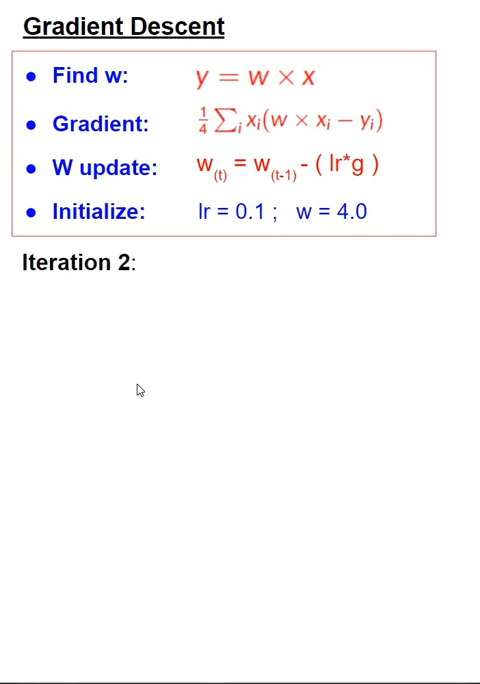 Gradient Descent
● Find w: y = w × x
● Gradient: 1/4 ∑ᵢ xᵢ(w × xᵢ − yᵢ)
● W update: w(t) = w(t-1) - ( lr*g )
● Initialize: lr = 0.1 ; w = 4.0
Iteration 2: